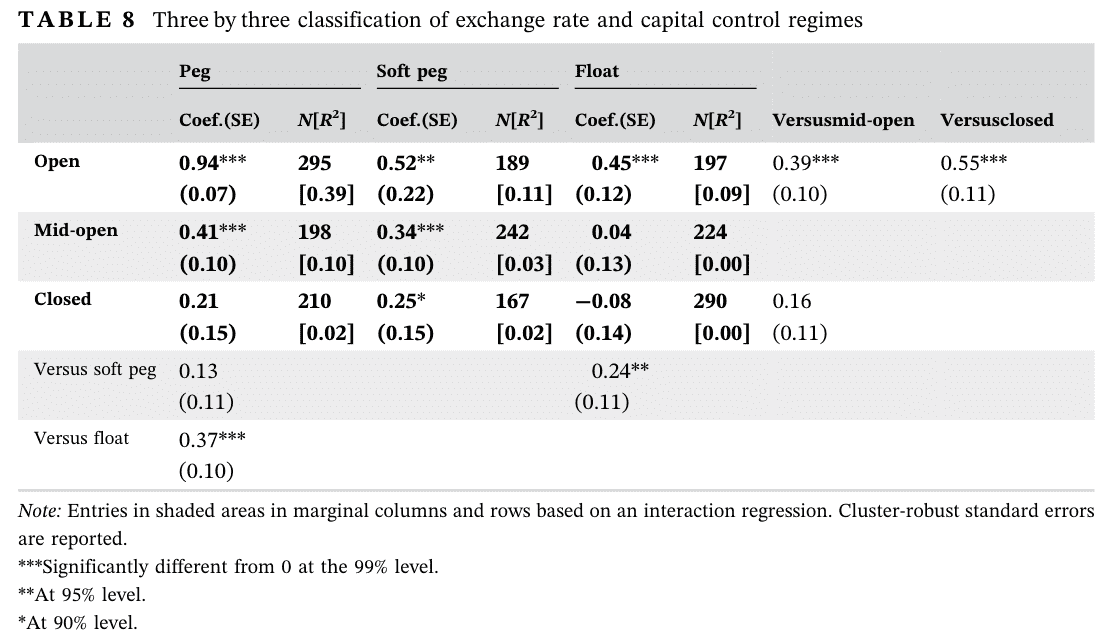 TABLE 8 Three by three classification of exchange rate and capital control regimes
Peg Soft peg Float
Coef.(SE) N[R²] Coef.(SE) N[R²] Coef.(SE) N[R²] Versusmid-open Versusclosed
Open 0.94*** 295 0.52** 189 0.45*** 197 0.39*** 0.55***
(0.07) [0.39] (0.22) [0.11] (0.12) [0.09] (0.10) (0.11)
Mid-open 0.41*** 198 0.34*** 242 0.04 224
(0.10) [0.10] (0.10) [0.03] (0.13) [0.00]
Closed 0.21 210 0.25* 167 −0.08 290 0.16
(0.15) [0.02] (0.15) [0.02] (0.14) [0.00] (0.11)
Versus soft peg 0.13 0.24**
(0.11) (0.11)
Versus float 0.37***
(0.10)
Note: Entries in shaded areas in marginal columns and rows based on an interaction regression. Cluster-robust standard errors
are reported.
***Significantly different from 0 at the 99% level.
**At 95% level.
*At 90% level.